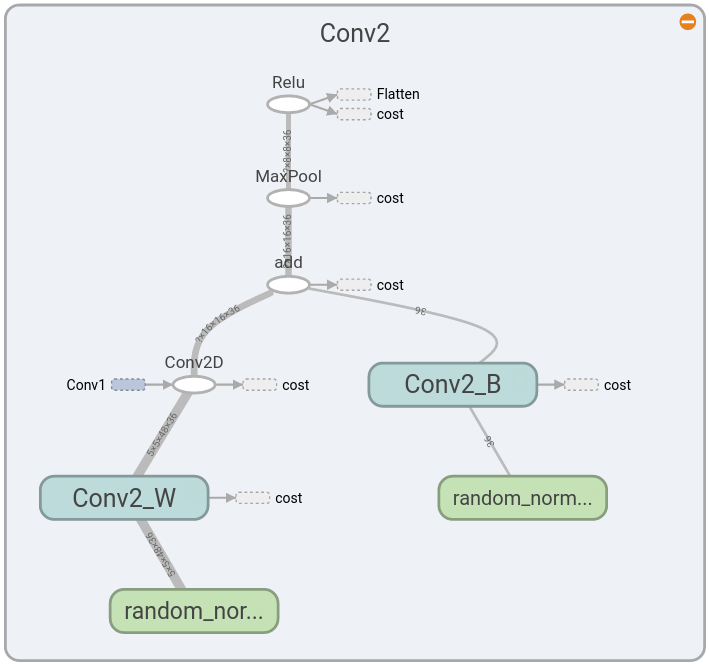 Conv2
Relu
Flatten
cost
?×8×8×36
MaxPool
cost
?×16×16×36
add
cost
?×16×16×36
36
Conv2D
Conv1
cost
Conv2_B
cost
5×5×48×36
36
Conv2_W
cost
random_norm...
5×5×48×36
random_nor...